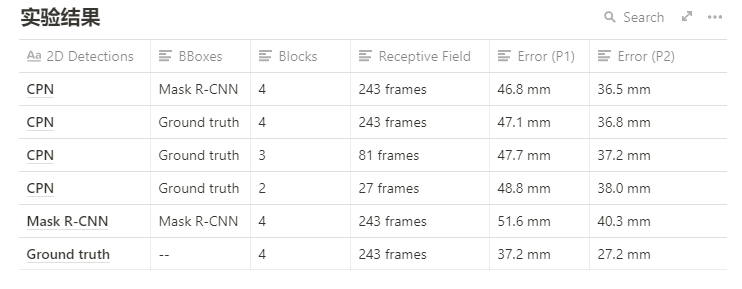 实验结果 Search
Aa 2D Detections BBoxes Blocks Receptive Field Error (P1) Error (P2)
CPN Mask R-CNN 4 243 frames 46.8 mm 36.5 mm
CPN Ground truth 4 243 frames 47.1 mm 36.8 mm
CPN Ground truth 3 81 frames 47.7 mm 37.2 mm
CPN Ground truth 2 27 frames 48.8 mm 38.0 mm
Mask R-CNN Mask R-CNN 4 243 frames 51.6 mm 40.3 mm
Ground truth -- 4 243 frames 37.2 mm 27.2 mm